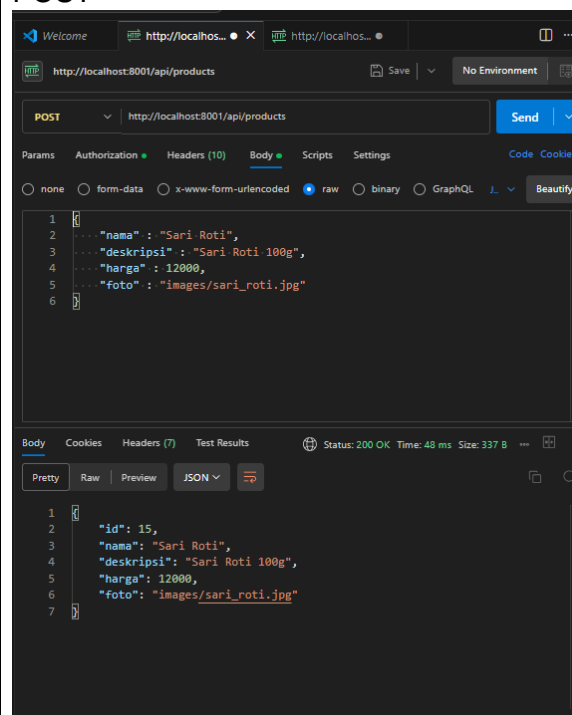 POST
Welcome http://localhos... http://localhos...
HTTP http://localhost:8001/api/products Save No Environment
POST http://localhost:8001/api/products Send
Params Authorization Headers (10) Body Scripts Settings Code Cookie
none form-data x-www-form-urlencoded raw binary GraphQL J... Beautify
1 {
2 "nama" : "Sari Roti",
3 "deskripsi" : "Sari Roti 100g",
4 "harga" : 12000,
5 "foto" : "images/sari_roti.jpg"
6 }
Body Cookies Headers (7) Test Results Status: 200 OK Time: 48 ms Size: 337 B
Pretty Raw Preview JSON
1 {
2 "id": 15,
3 "nama": "Sari Roti",
4 "deskripsi": "Sari Roti 100g",
5 "harga": 12000,
6 "foto": "images/sari_roti.jpg"
7 }